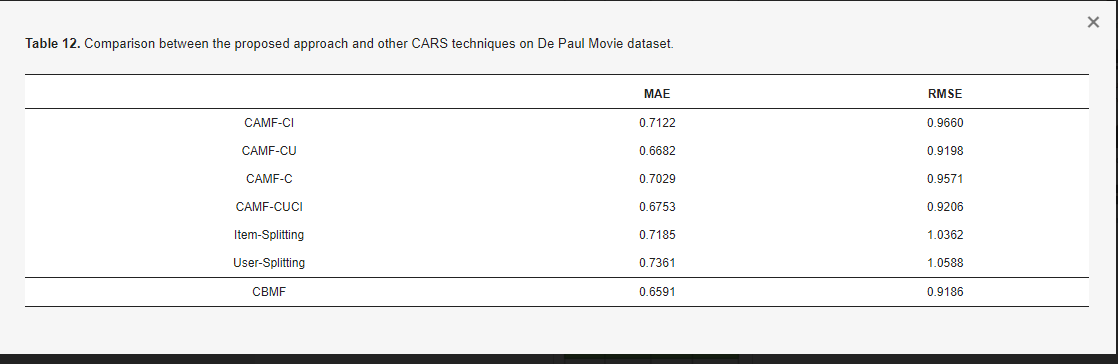 Table 12. Comparison between the proposed approach and other CARS techniques on De Paul Movie dataset.
MAE RMSE
CAMF-CI 0.7122 0.9660
CAMF-CU 0.6682 0.9198
CAMF-C 0.7029 0.9571
CAMF-CUCI 0.6753 0.9206
Item-Splitting 0.7185 1.0362
User-Splitting 0.7361 1.0588
CBMF 0.6591 0.9186